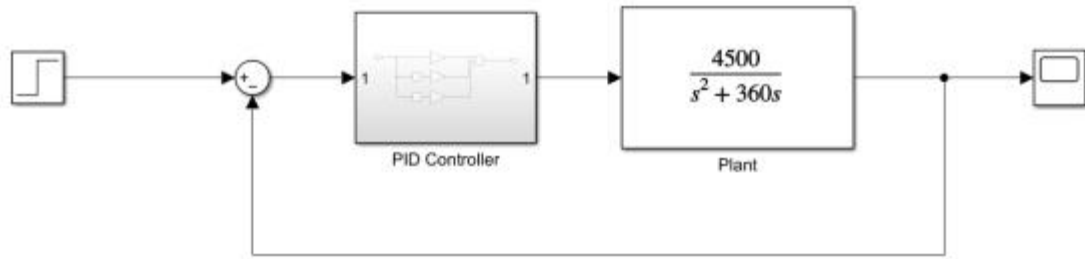 +
−
1
1
PID Controller
4500
s² + 360s
Plant